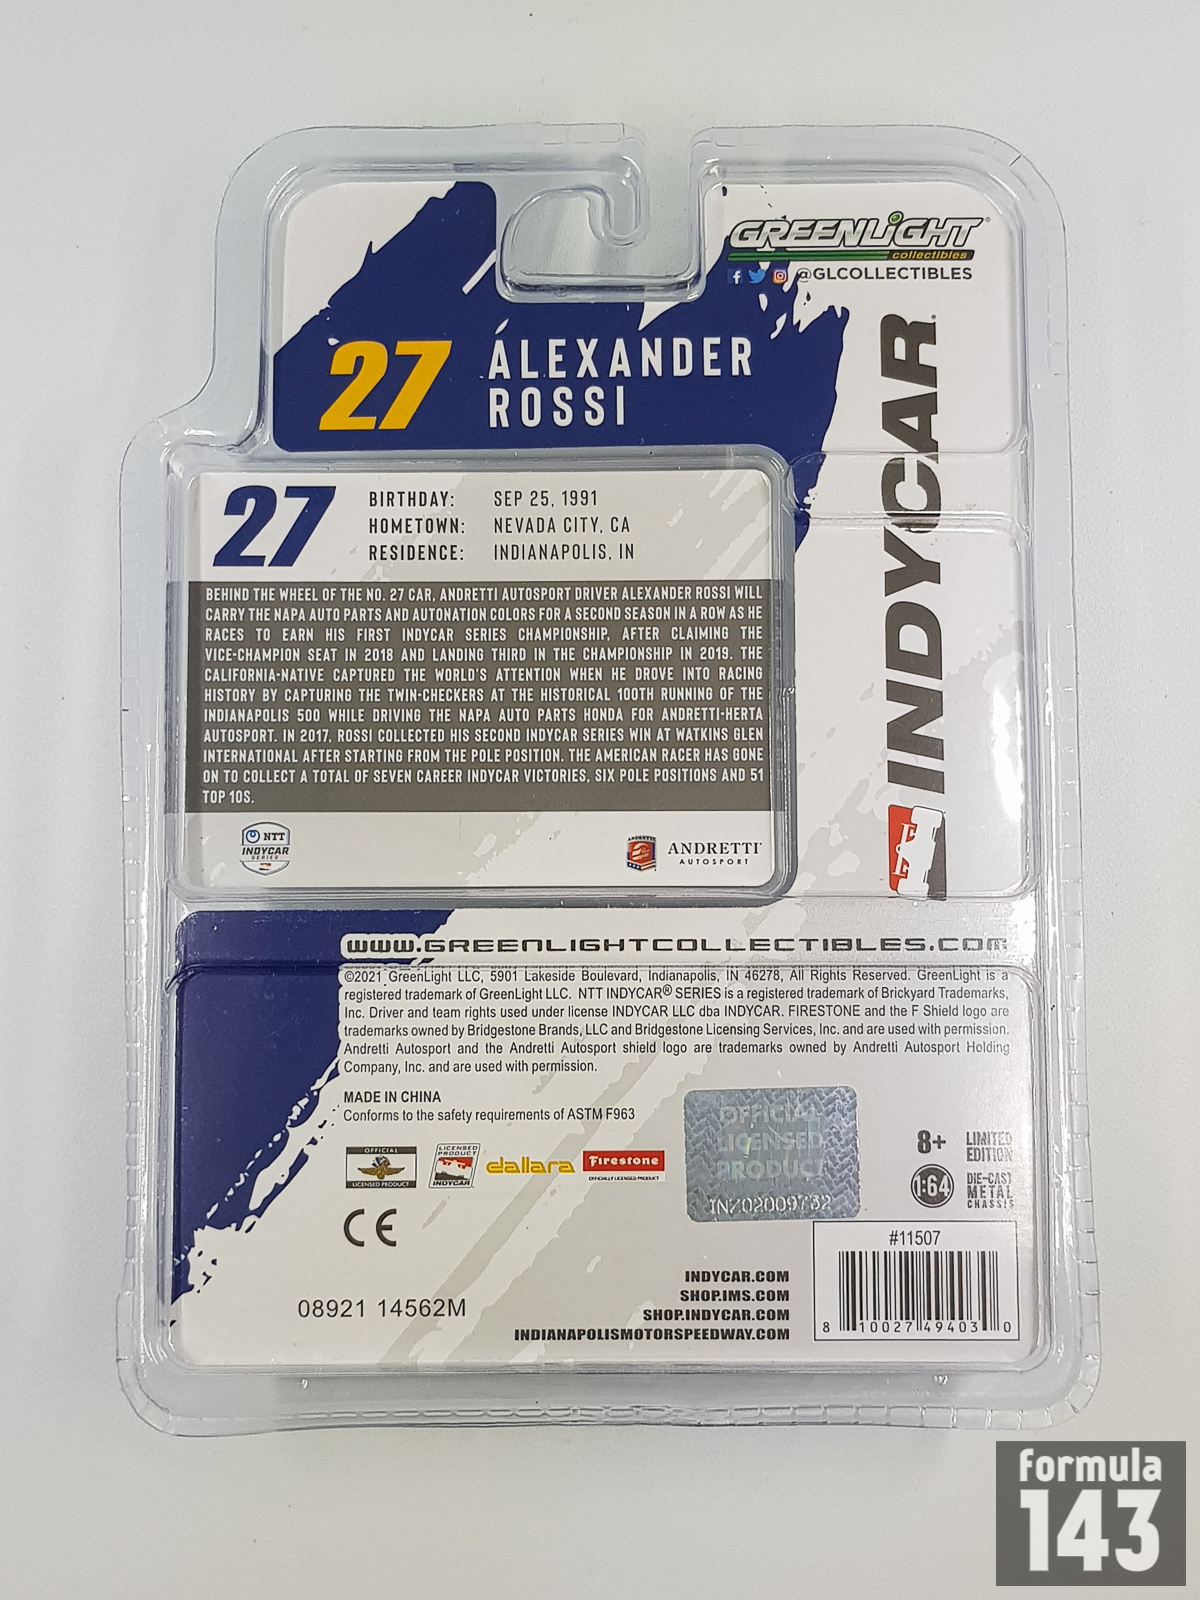 GREENLIGHT
collectibles
@GLCOLLECTIBLES
27 ALEXANDER
ROSSI
INDYCAR
27
BIRTHDAY: SEP 25, 1991
HOMETOWN: NEVADA CITY, CA
RESIDENCE: INDIANAPOLIS, IN
BEHIND THE WHEEL OF THE NO. 27 CAR, ANDRETTI AUTOSPORT DRIVER ALEXANDER ROSSI WILL
CARRY THE NAPA AUTO PARTS AND AUTONATION COLORS FOR A SECOND SEASON IN A ROW AS HE
RACES TO EARN HIS FIRST INDYCAR SERIES CHAMPIONSHIP, AFTER CLAIMING THE
VICE-CHAMPION SEAT IN 2018 AND LANDING THIRD IN THE CHAMPIONSHIP IN 2019. THE
CALIFORNIA-NATIVE CAPTURED THE WORLD'S ATTENTION WHEN HE DROVE INTO RACING
HISTORY BY CAPTURING THE TWIN-CHECKERS AT THE HISTORICAL 100TH RUNNING OF THE
INDIANAPOLIS 500 WHILE DRIVING THE NAPA AUTO PARTS HONDA FOR ANDRETTI-HERTA
AUTOSPORT. IN 2017, ROSSI COLLECTED HIS SECOND INDYCAR SERIES WIN AT WATKINS GLEN
INTERNATIONAL AFTER STARTING FROM THE POLE POSITION. THE AMERICAN RACER HAS GONE
ON TO COLLECT A TOTAL OF SEVEN CAREER INDYCAR VICTORIES, SIX POLE POSITIONS AND 51
TOP 10S.
NTT
INDYCAR
SERIES
ANDRETTI
ANDRETTI
AUTOSPORT
WWW.GREENLIGHTCOLLECTIBLES.COM
©2021 GreenLight LLC, 5901 Lakeside Boulevard, Indianapolis, IN 46278, All Rights Reserved. GreenLight is a
registered trademark of GreenLight LLC. NTT INDYCAR® SERIES is a registered trademark of Brickyard Trademarks,
Inc. Driver and team rights used under license INDYCAR LLC dba INDYCAR. FIRESTONE and the F Shield logo are
trademarks owned by Bridgestone Brands, LLC and Bridgestone Licensing Services, Inc. and are used with permission.
Andretti Autosport and the Andretti Autosport shield logo are trademarks owned by Andretti Autosport Holding
Company, Inc. and are used with permission.
MADE IN CHINA
Conforms to the safety requirements of ASTM F963
OFFICIAL
LICENSED PRODUCT
LICENSED
PRODUCT
INDYCAR
dallara
Firestone
OFFICIALLY LICENSED PRODUCT
OFFICIAL
LICENSED
PRODUCT
INZ02009732
8+
LIMITED
EDITION
1:64
DIE-CAST
METAL
CHASSIS
CE
#11507
8 10027 49403 0
08921 14562M
INDYCAR.COM
SHOP.IMS.COM
SHOP.INDYCAR.COM
INDIANAPOLISMOTORSPEEDWAY.COM
formula
143